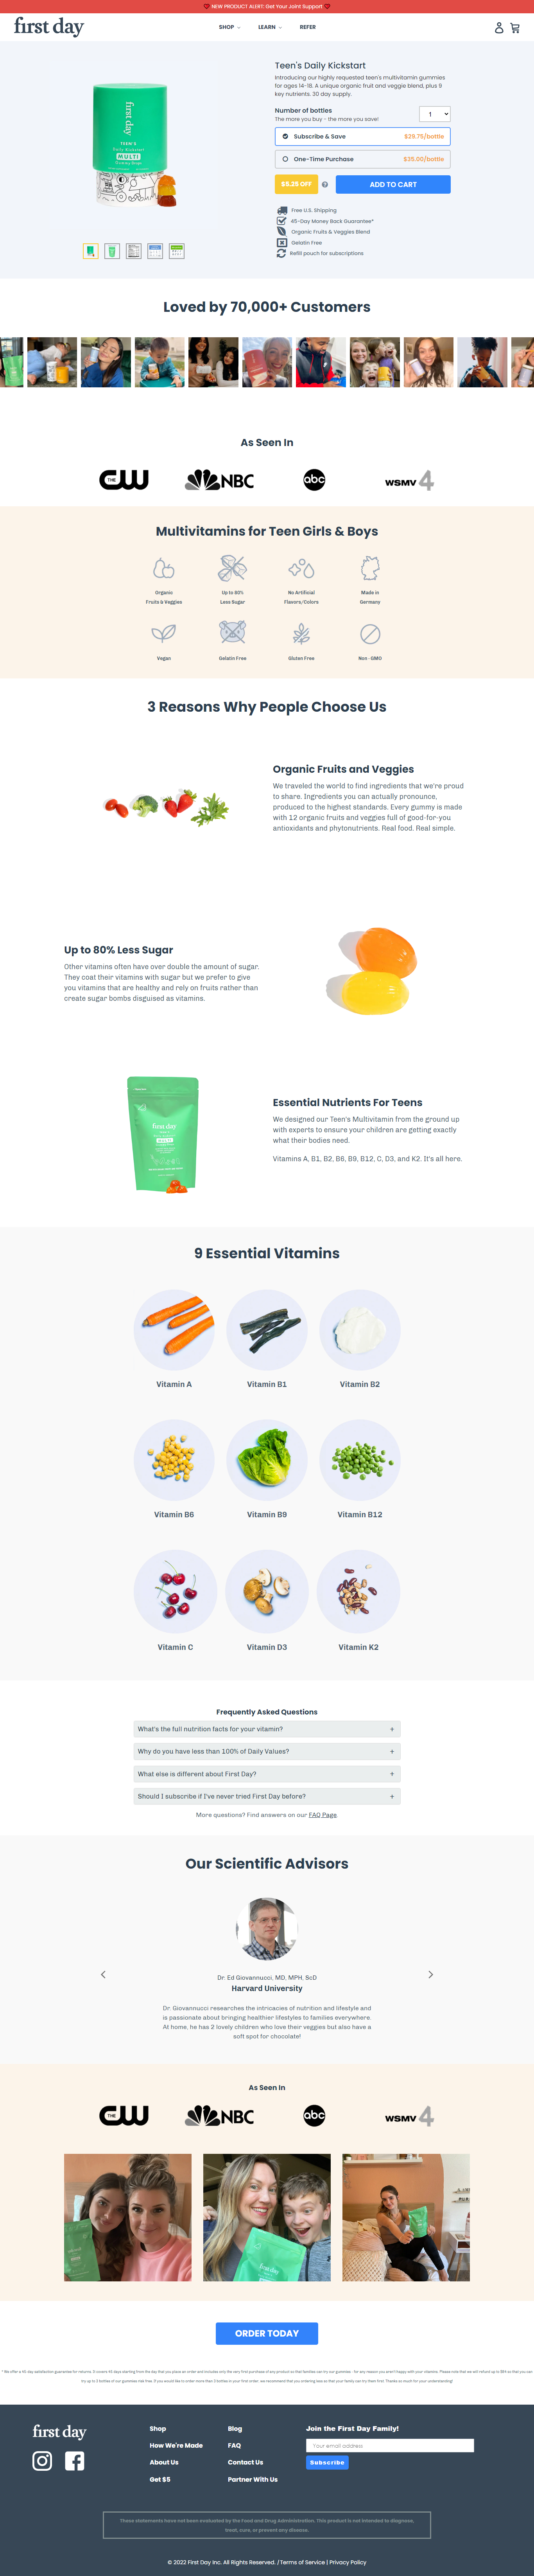 NEW PRODUCT ALERT: Get Your Joint Support
first day
SHOP
LEARN
REFER
first day
TEEN'S
Daily Kickstart
MULTI
Teen's Daily Kickstart
Introducing our highly requested teen's multivitamin gummies
for ages 14-18. A unique organic fruit and veggie blend, plus 9
key nutrients. 30 day supply.
Number of bottles
The more you buy - the more you save!
1
Subscribe & Save $29.75/bottle
One-Time Purchase $35.00/bottle
$5.25 OFF
ADD TO CART
Free U.S. Shipping
45-Day Money Back Guarantee*
Organic Fruits & Veggies Blend
Gelatin Free
Refill pouch for subscriptions
Loved by 70,000+ Customers
As Seen In
THE CW
NBC
abc
WSMV 4
Multivitamins for Teen Girls & Boys
Organic
Fruits & Veggies
Up to 80%
Less Sugar
No Artificial
Flavors/Colors
Made in
Germany
Vegan
Gelatin Free
Gluten Free
Non-GMO
3 Reasons Why People Choose Us
Organic Fruits and Veggies
We traveled the world to find ingredients that we're proud
to share. Ingredients you can actually pronounce,
produced to the highest standards. Every gummy is made
with 12 organic fruits and veggies full of good-for-you
antioxidants and phytonutrients. Real food. Real simple.
Up to 80% Less Sugar
Other vitamins often have over double the amount of sugar.
They coat their vitamins with sugar but we prefer to give
you vitamins that are healthy and rely on fruits rather than
create sugar bombs disguised as vitamins.
first day
MULTI
Essential Nutrients For Teens
We designed our Teen's Multivitamin from the ground up
with experts to ensure your children are getting exactly
what their bodies need.
Vitamins A, B1, B2, B6, B9, B12, C, D3, and K2. It's all here.
9 Essential Vitamins
Vitamin A
Vitamin B1
Vitamin B2
Vitamin B6
Vitamin B9
Vitamin B12
Vitamin C
Vitamin D3
Vitamin K2
Frequently Asked Questions
What's the full nutrition facts for your vitamin? +
Why do you have less than 100% of Daily Values? +
What else is different about First Day? +
Should I subscribe if I've never tried First Day before? +
More questions? Find answers on our FAQ Page.
Our Scientific Advisors
Dr. Ed Giovannucci, MD, MPH, ScD
Harvard University
Dr. Giovannucci researches the intricacies of nutrition and lifestyle and
is passionate about bringing healthier lifestyles to families everywhere.
At home, he has 2 lovely children who love their veggies but also have a
soft spot for chocolate!
As Seen In
THE CW
NBC
abc
WSMV 4
first day
ORDER TODAY
first day
Shop
How We're Made
About Us
Get $5
Blog
FAQ
Contact Us
Partner With Us
Join the First Day Family!
Your email address
Subscribe
These statements have not been evaluated by the Food and Drug Administration. This product is not intended to diagnose,
treat, cure, or prevent any disease.
© 2022 First Day Inc. All Rights Reserved. /Terms of Service | Privacy Policy